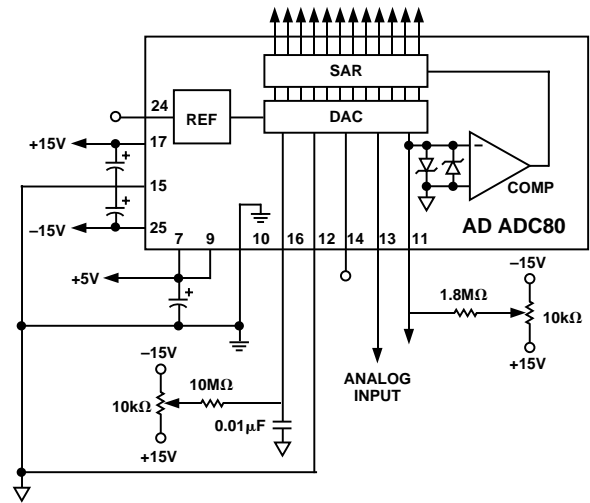 SAR
24
REF
DAC
+15V
17
−
+
COMP
15
+
AD ADC80
−15V
25
7
9
10
16
12
14
13
11
+5V
+
−15V
1.8MΩ
10kΩ
+15V
ANALOG
INPUT
−15V
10MΩ
10kΩ
0.01µF
+15V